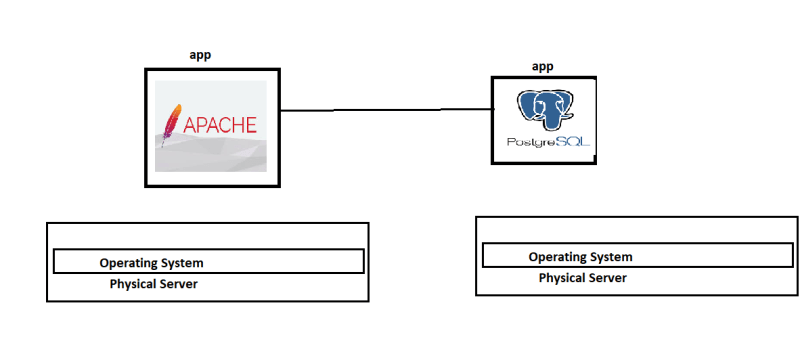 app
app
APACHE
PostgreSQL
Operating System
Physical Server
Operating System
Physical Server